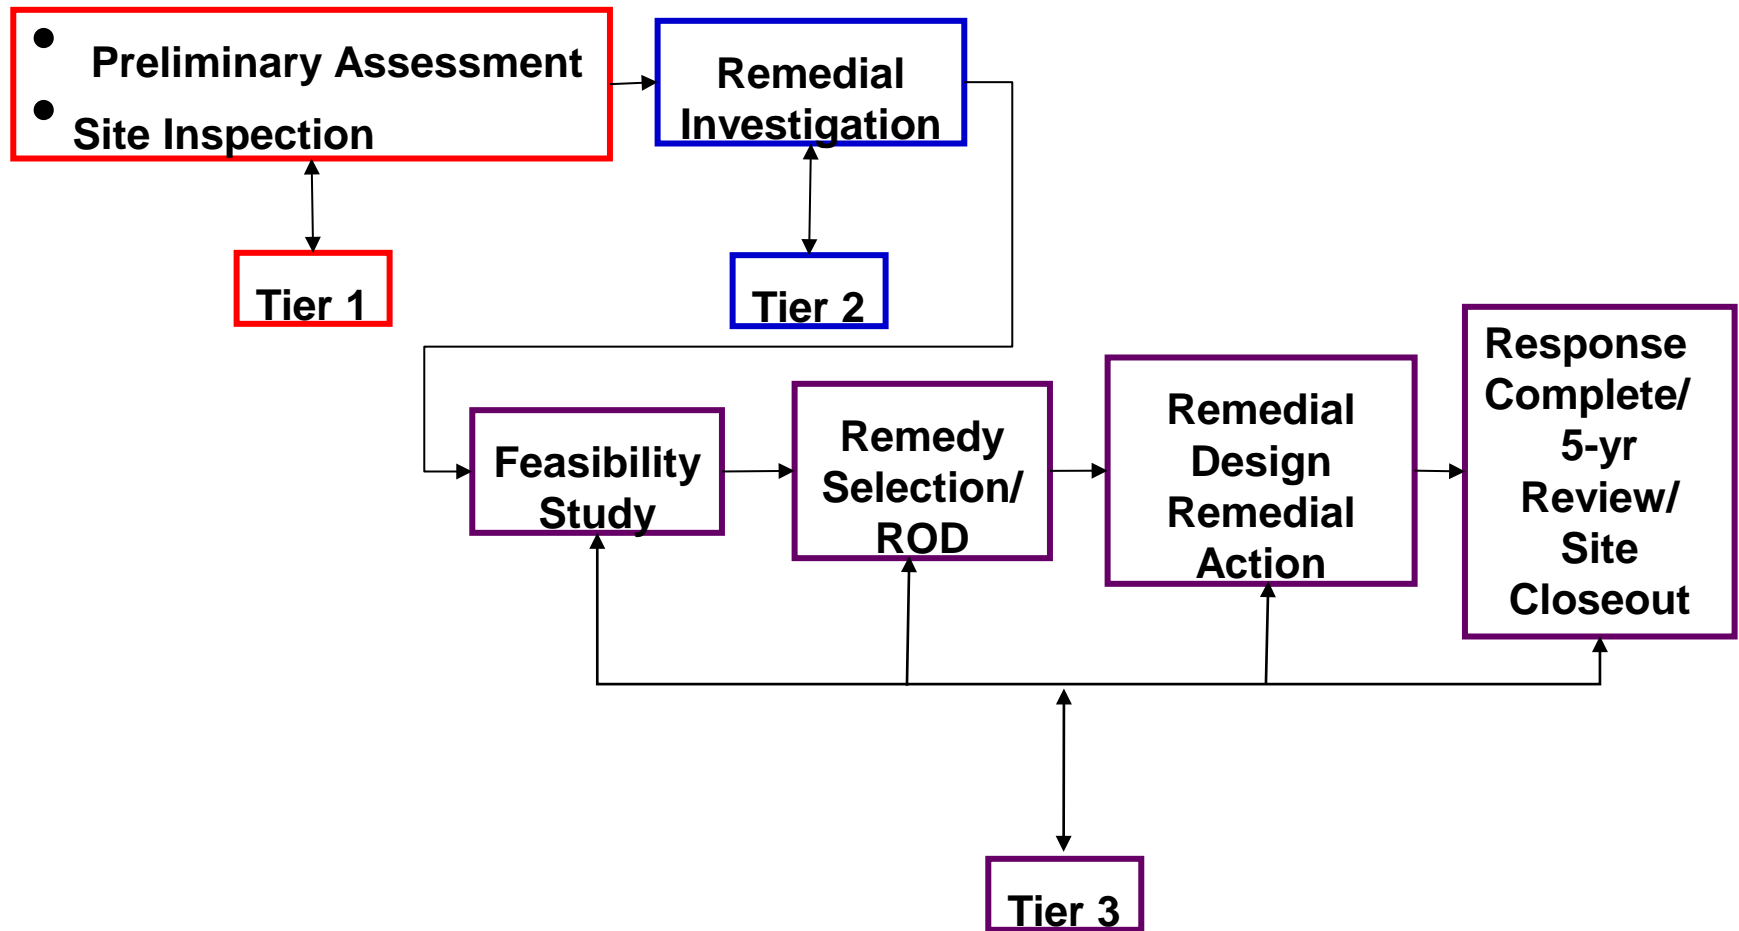 • Preliminary Assessment
• Site Inspection
Remedial
Investigation
Tier 1
Tier 2
Feasibility
Study
Remedy
Selection/
ROD
Remedial
Design
Remedial
Action
Response
Complete/
5-yr
Review/
Site
Closeout
Tier 3